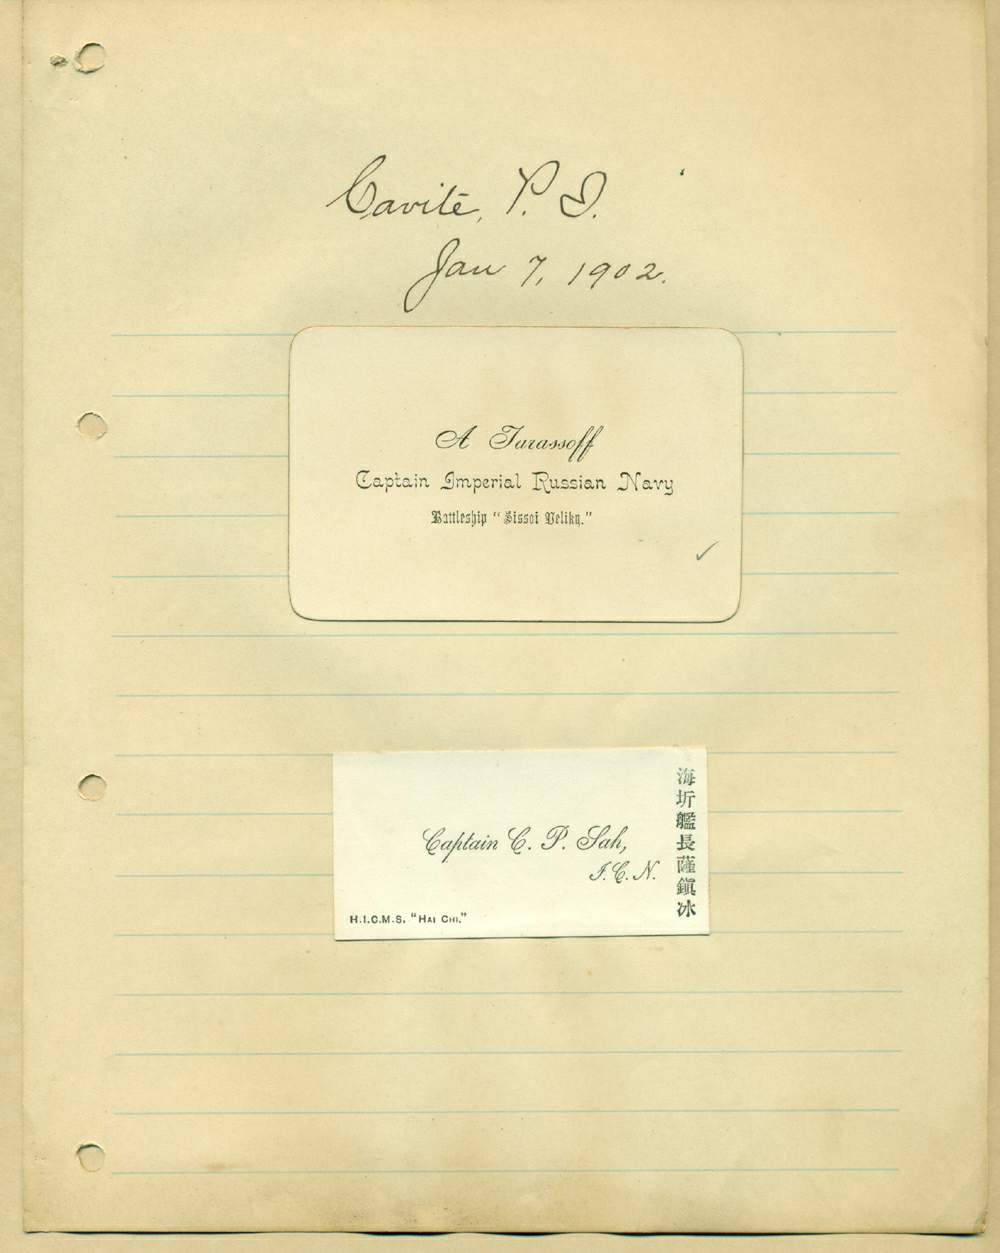 Cavite, P. I.
Jan 7, 1902.
A Tarassoff
Captain Imperial Russian Navy
Battleship "Sissoi Veliky."
Captain C. P. Sah,
I. C. N.
H.I.C.M.S. "HAI CHI."
海圻艦長薩鎭冰